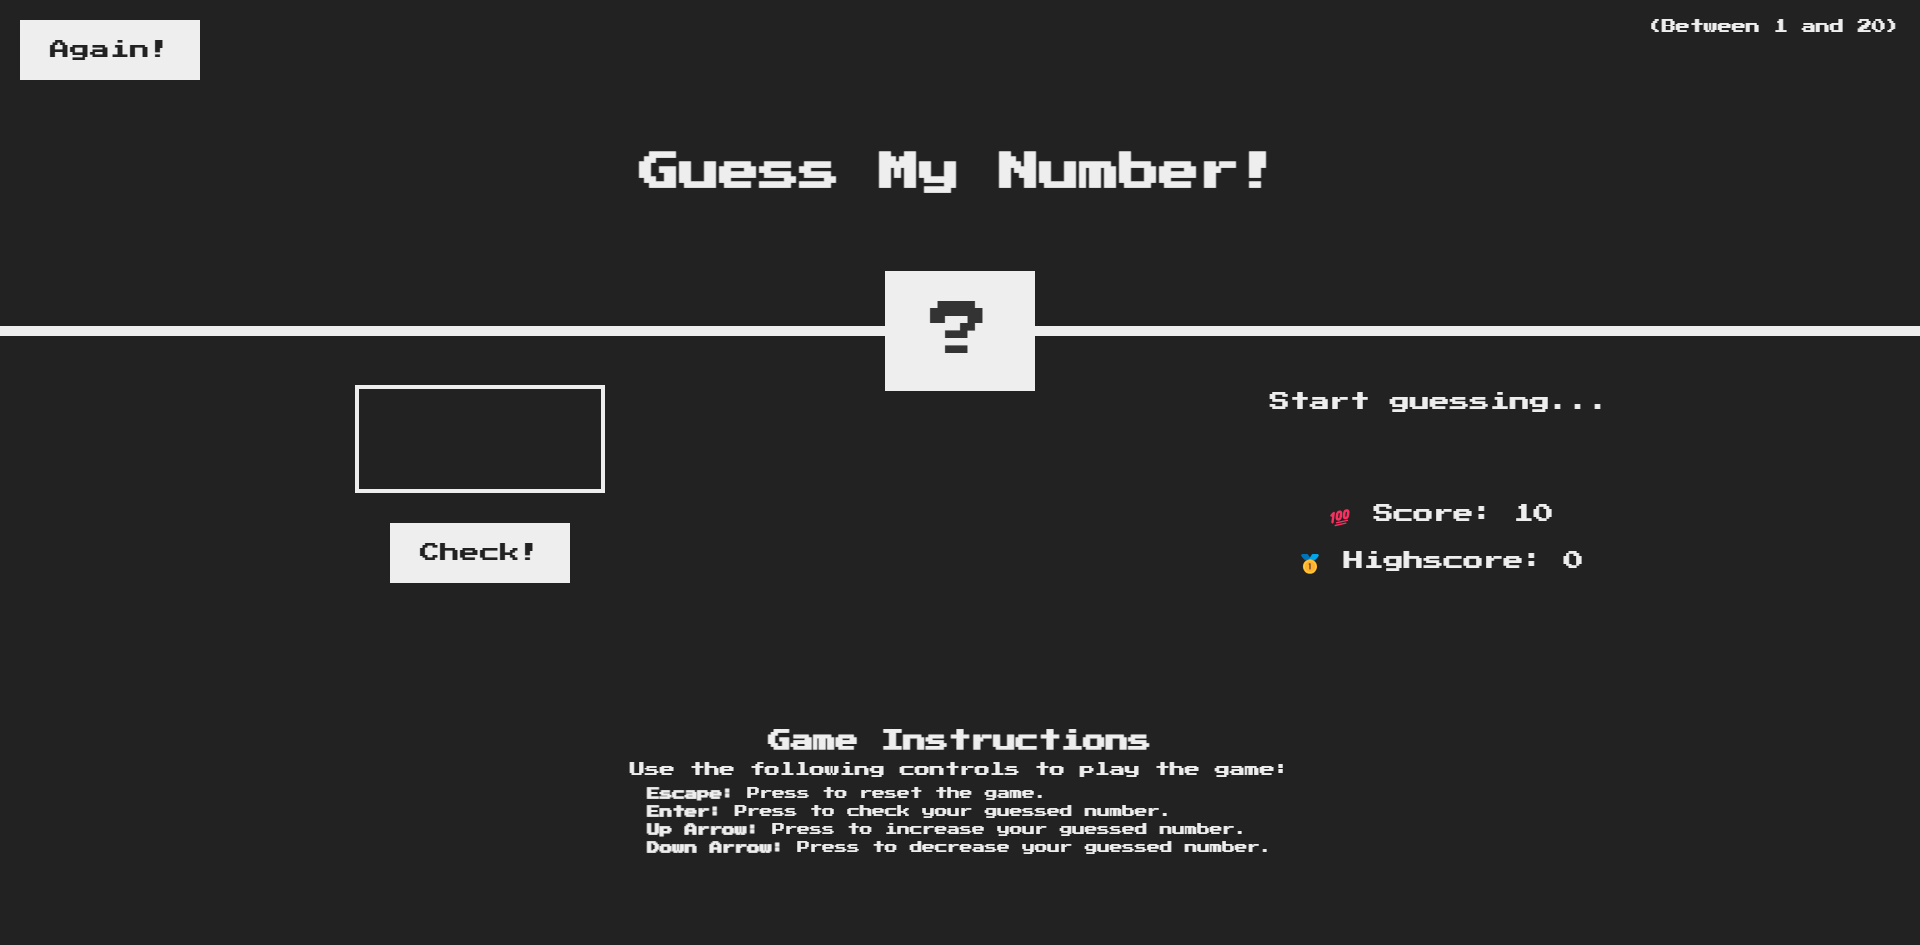 Again!
(Between 1 and 20)
Guess My Number!
?
Start guessing...
Check!
💯 Score: 10
🥇 Highscore: 0
Game Instructions
Use the following controls to play the game:
Escape: Press to reset the game.
Enter: Press to check your guessed number.
Up Arrow: Press to increase your guessed number.
Down Arrow: Press to decrease your guessed number.